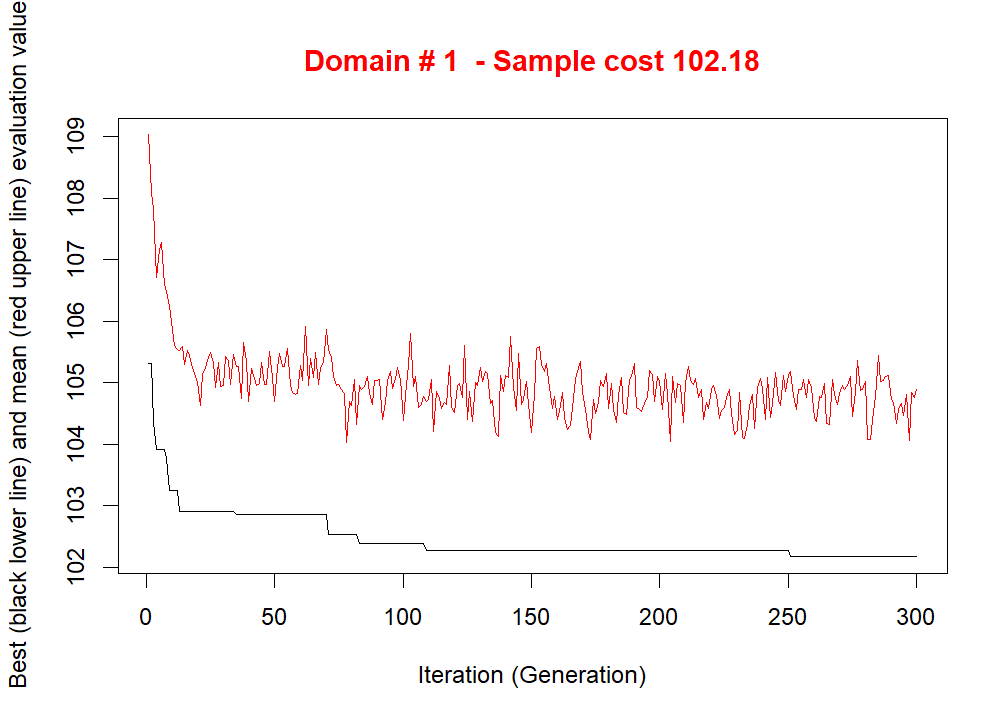 Domain # 1  - Sample cost 102.18
Best (black lower line) and mean (red upper line) evaluation value
109
108
107
106
105
104
103
102
0 50 100 150 200 250 300
Iteration (Generation)